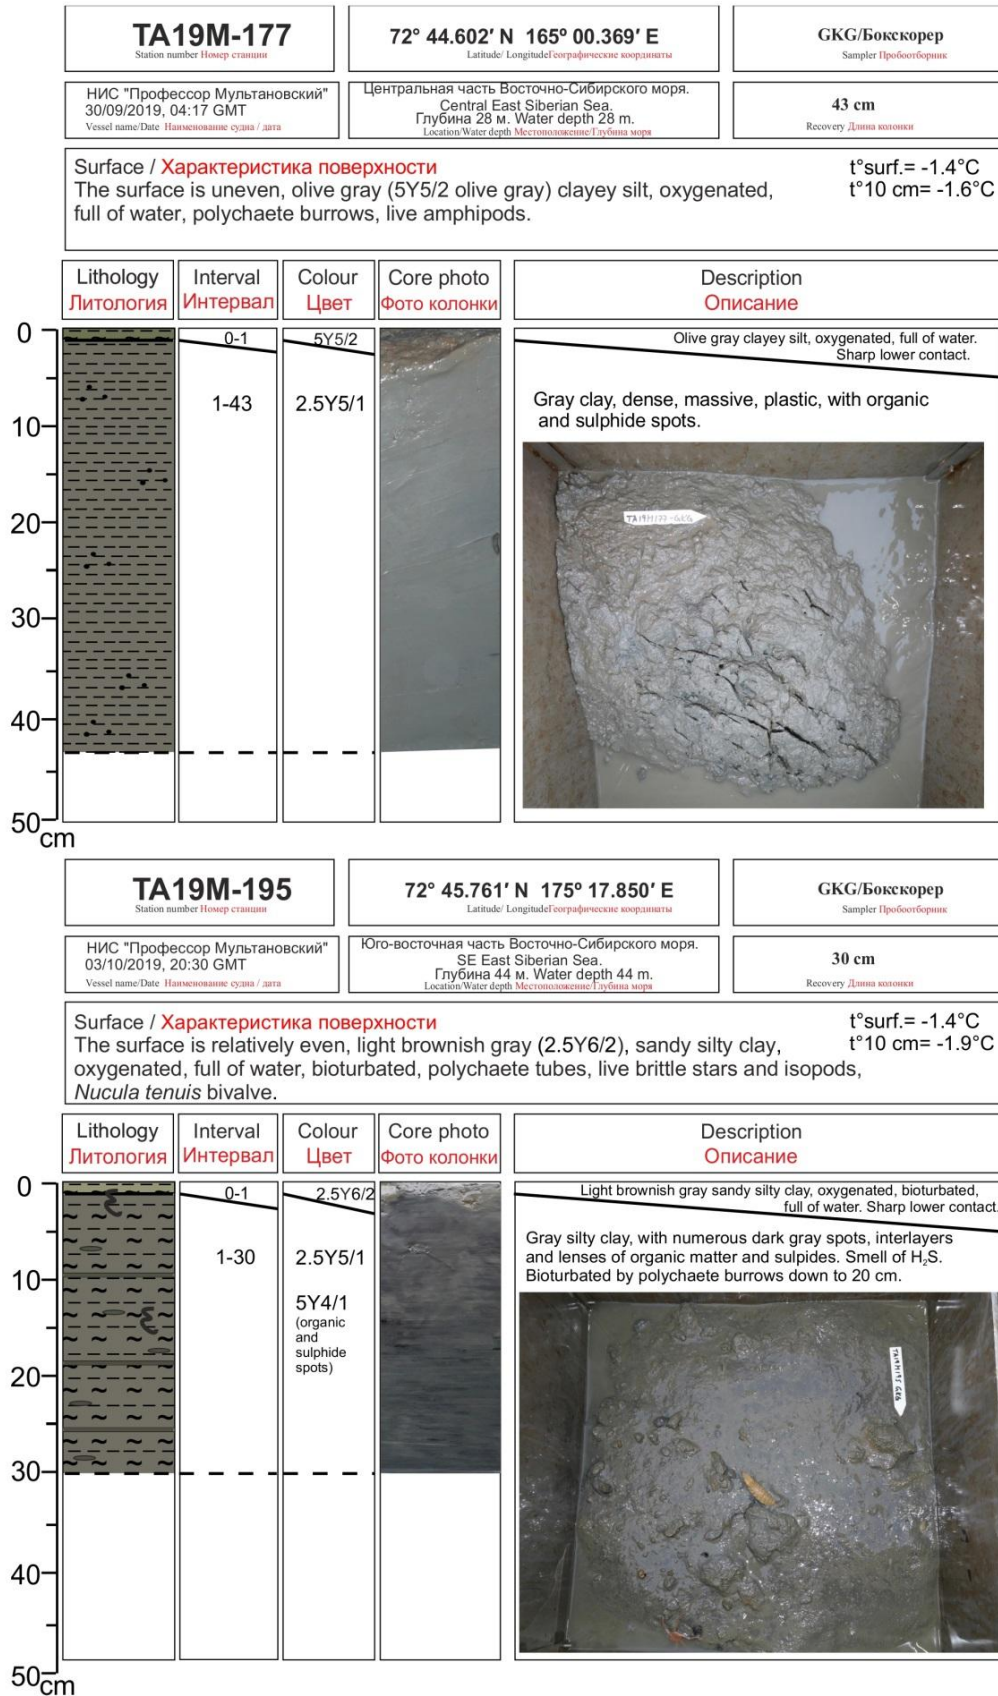 TA19M-177
Station number Номер станции
72° 44.602′ N 165° 00.369′ E
Latitude/ LongitudeГеографические координаты
GKG/Бокскорер
Sampler Пробоотборник
НИС "Профессор Мультановский"
30/09/2019, 04:17 GMT
Vessel name/Date Наименование судна / дата
Центральная часть Восточно-Сибирского моря.
Central East Siberian Sea.
Глубина 28 м. Water depth 28 m.
Location/Water depth Местоположение/Глубина моря
43 cm
Recovery Длина колонки
Surface / Характеристика поверхности
The surface is uneven, olive gray (5Y5/2 olive gray) clayey silt, oxygenated,
full of water, polychaete burrows, live amphipods.
t°surf.= -1.4°C
t°10 cm= -1.6°C
Lithology
Литология
Interval
Интервал
Colour
Цвет
Core photo
Фото колонки
Description
Описание
0
10
20
30
40
50
cm
0-1
5Y5/2
1-43
2.5Y5/1
Olive gray clayey silt, oxygenated, full of water.
Sharp lower contact.
Gray clay, dense, massive, plastic, with organic
and sulphide spots.
TA19M177-GKG
TA19M-195
Station number Номер станции
72° 45.761′ N 175° 17.850′ E
Latitude/ LongitudeГеографические координаты
GKG/Бокскорер
Sampler Пробоотборник
НИС "Профессор Мультановский"
03/10/2019, 20:30 GMT
Vessel name/Date Наименование судна / дата
Юго-восточная часть Восточно-Сибирского моря.
SE East Siberian Sea.
Глубина 44 м. Water depth 44 m.
Location/Water depth Местоположение/Глубина моря
30 cm
Recovery Длина колонки
Surface / Характеристика поверхности
The surface is relatively even, light brownish gray (2.5Y6/2), sandy silty clay,
oxygenated, full of water, bioturbated, polychaete tubes, live brittle stars and isopods,
Nucula tenuis bivalve.
t°surf.= -1.4°C
t°10 cm= -1.9°C
Lithology
Литология
Interval
Интервал
Colour
Цвет
Core photo
Фото колонки
Description
Описание
0
10
20
30
40
50
cm
0-1
2.5Y6/2
1-30
2.5Y5/1
5Y4/1
(organic
and
sulphide
spots)
Light brownish gray sandy silty clay, oxygenated, bioturbated,
full of water. Sharp lower contact.
Gray silty clay, with numerous dark gray spots, interlayers
and lenses of organic matter and sulpides. Smell of H₂S.
Bioturbated by polychaete burrows down to 20 cm.
TA19M195 GKG